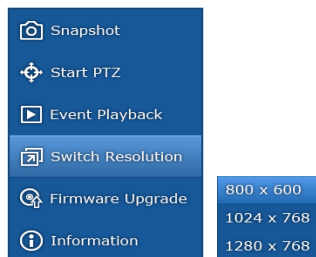 Snapshot
Start PTZ
Event Playback
Switch Resolution
Firmware Upgrade
Information
800 x 600
1024 x 768
1280 x 768